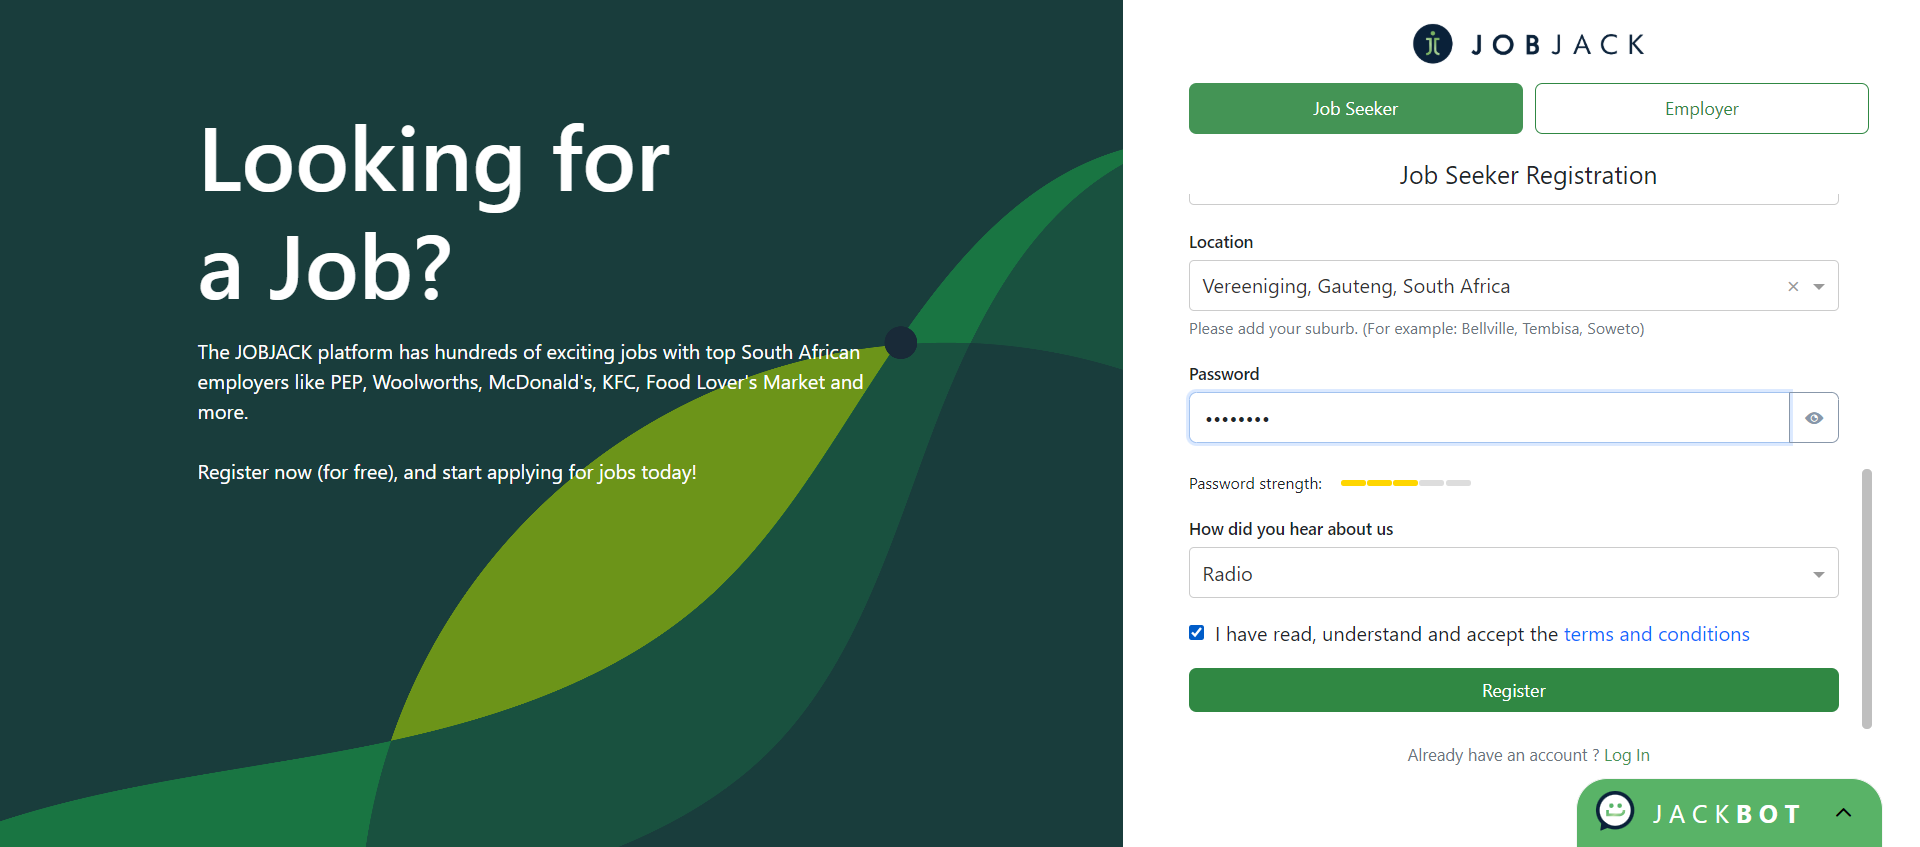 Looking for
a Job?
The JOBJACK platform has hundreds of exciting jobs with top South African
employers like PEP, Woolworths, McDonald's, KFC, Food Lover's Market and
more.
Register now (for free), and start applying for jobs today!
JOBJACK
Job Seeker
Employer
Job Seeker Registration
Location
Vereeniging, Gauteng, South Africa
Please add your suburb. (For example: Bellville, Tembisa, Soweto)
Password
••••••••
Password strength:
How did you hear about us
Radio
I have read, understand and accept the terms and conditions
Register
Already have an account ? Log In
JACKBOT